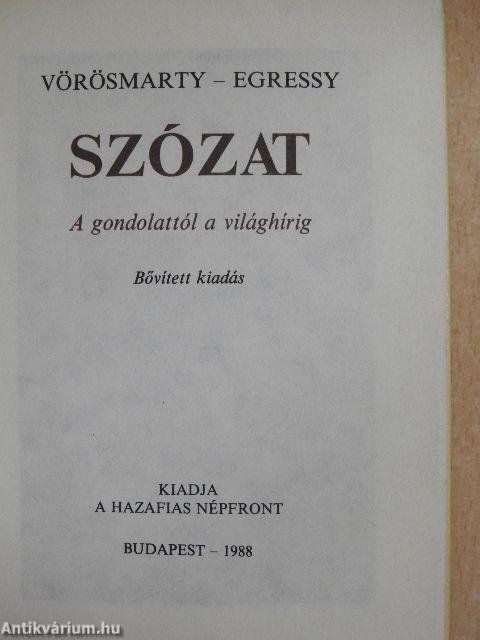 VÖRÖSMARTY – EGRESSY
SZÓZAT
A gondolattól a világhírig
Bővített kiadás
KIADJA
A HAZAFIAS NÉPFRONT
BUDAPEST – 1988
Antikvárium.hu